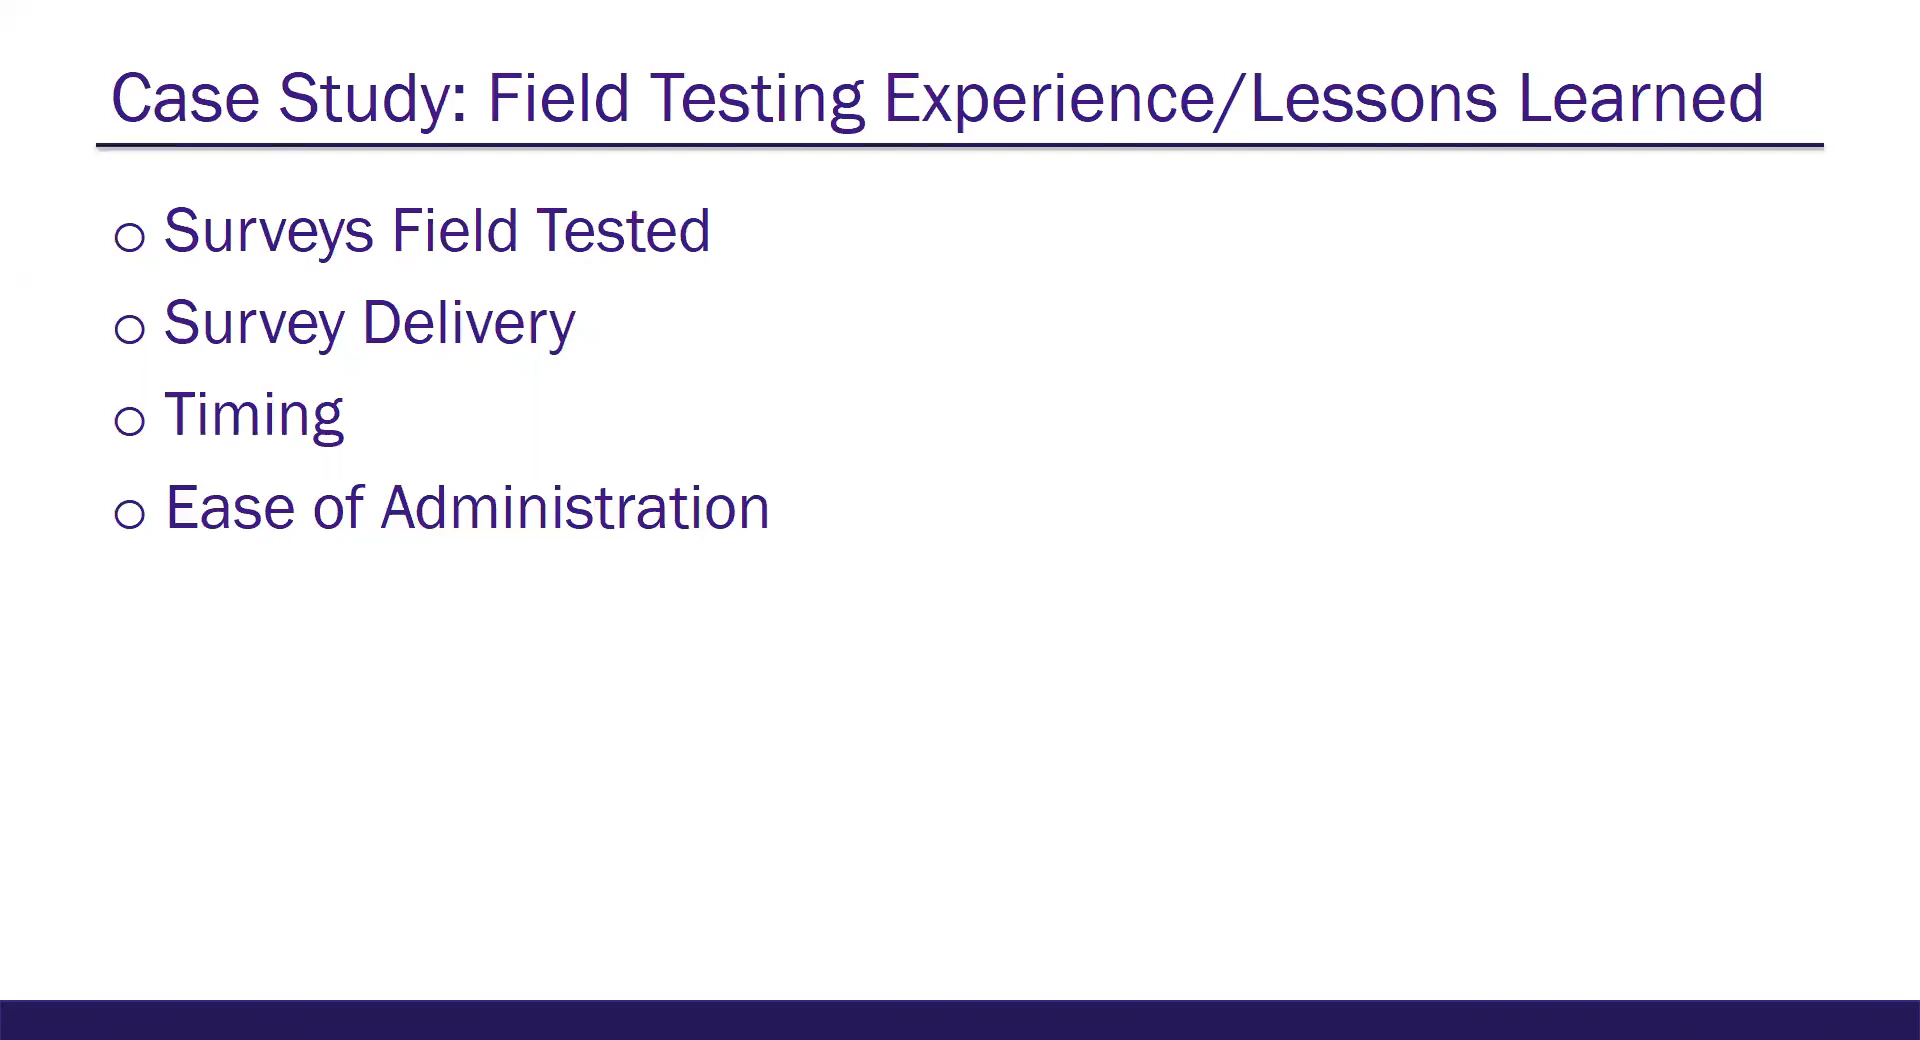 Case Study: Field Testing Experience/Lessons Learned
Surveys Field Tested
Survey Delivery
Timing
Ease of Administration